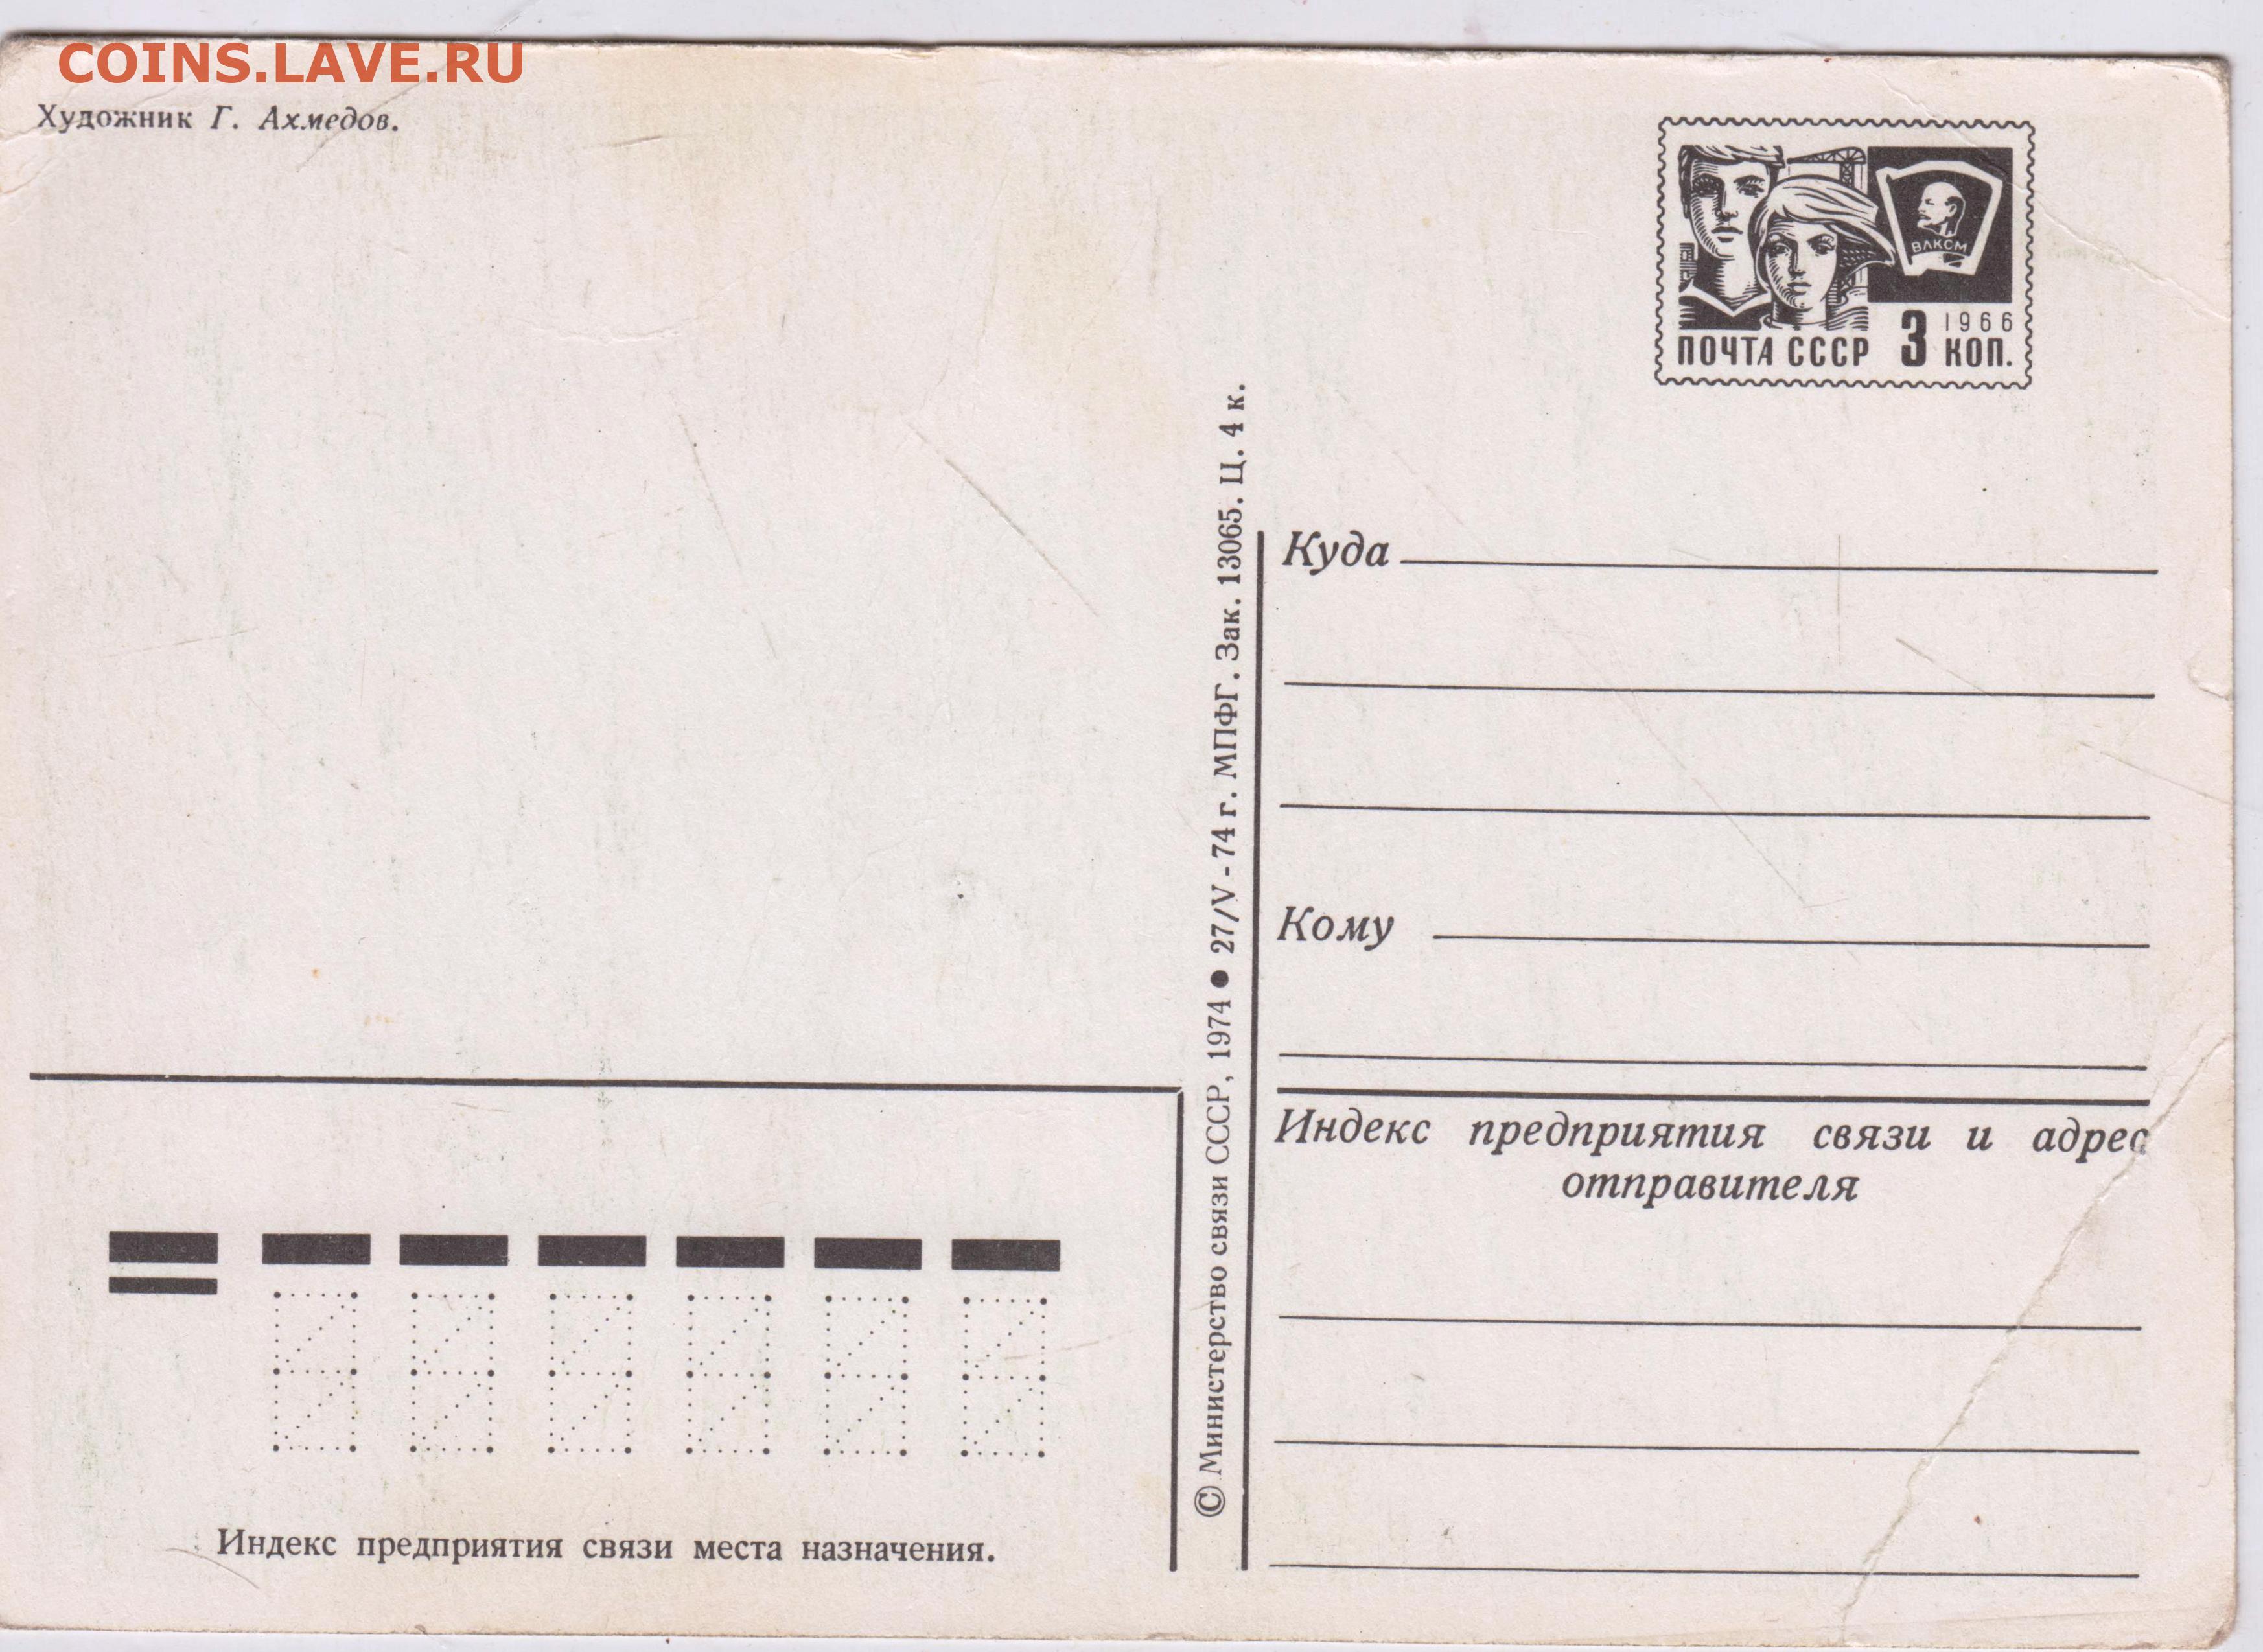 COINS.LAVE.RU
Художник Г. Ахмедов.
ВЛКСМ
1966
ПОЧТА СССР 3 КОП.
© Министерство связи СССР, 1974 ● 27/V - 74 г. МПФГ. Зак. 13065. Ц. 4 к.
Куда
Кому
Индекс предприятия связи и адрес
отправителя
Индекс предприятия связи места назначения.